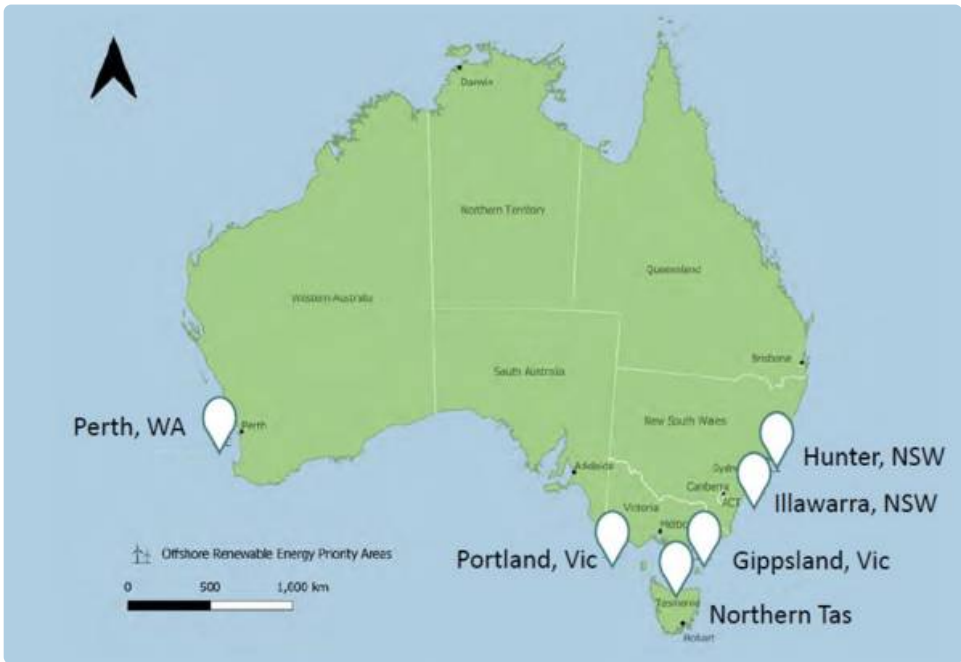 Darwin
Northern Territory
Queensland
Western Australia
Brisbane
South Australia
Perth, WA
Perth
New South Wales
Hunter, NSW
Adelaide
Canberra
ACT
Illawarra, NSW
Victoria
Offshore Renewable Energy Priority Areas
Portland, Vic
Gippsland, Vic
0 500 1,000 km
Tasmania
Northern Tas
Hobart